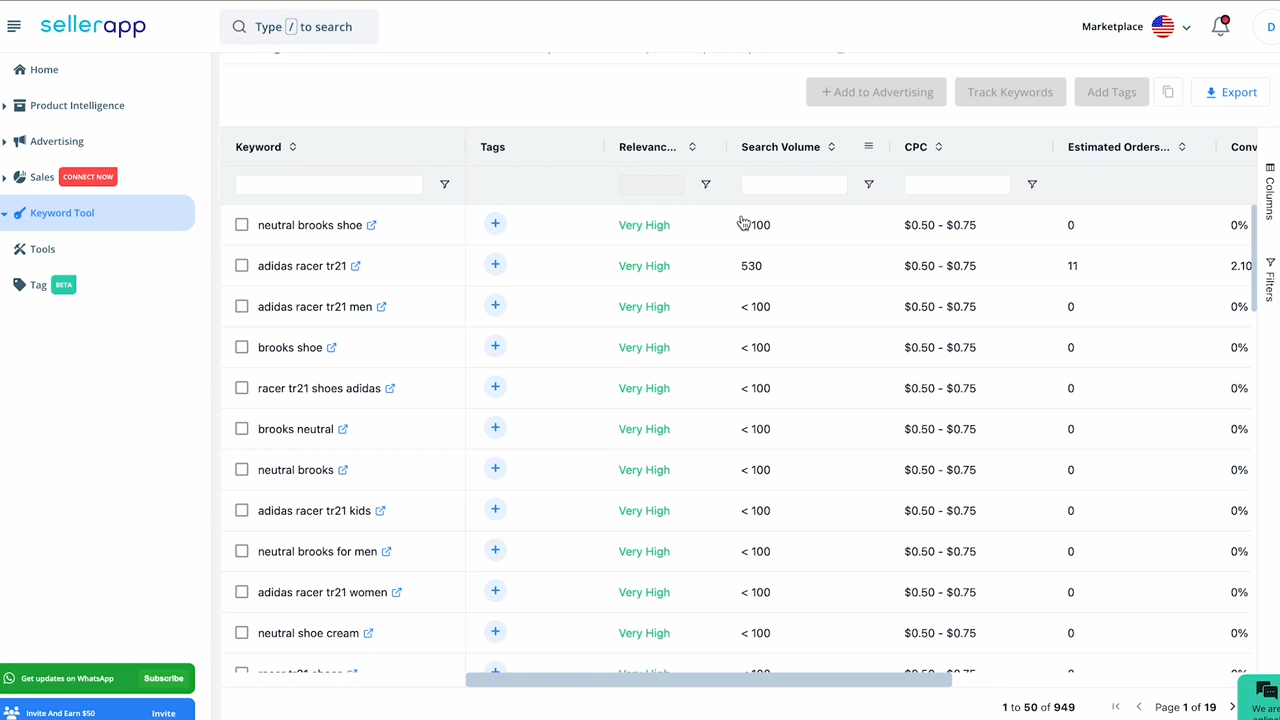 sellerapp
Type / to search
Marketplace
D
Home
Product Intelligence
Advertising
Sales CONNECT NOW
Keyword Tool
Tools
Tag BETA
Get updates on WhatsApp Subscribe
Invite And Earn $50 Invite
+ Add to Advertising Track Keywords Add Tags Export
Keyword Tags Relevanc... Search Volume CPC Estimated Orders... Conv
neutral brooks shoe + Very High 100 $0.50 - $0.75 0 0%
adidas racer tr21 + Very High 530 $0.50 - $0.75 11 2.10
adidas racer tr21 men + Very High < 100 $0.50 - $0.75 0 0%
brooks shoe + Very High < 100 $0.50 - $0.75 0 0%
racer tr21 shoes adidas + Very High < 100 $0.50 - $0.75 0 0%
brooks neutral + Very High < 100 $0.50 - $0.75 0 0%
neutral brooks + Very High < 100 $0.50 - $0.75 0 0%
adidas racer tr21 kids + Very High < 100 $0.50 - $0.75 0 0%
neutral brooks for men + Very High < 100 $0.50 - $0.75 0 0%
adidas racer tr21 women + Very High < 100 $0.50 - $0.75 0 0%
neutral shoe cream + Very High < 100 $0.50 - $0.75 0 0%
Columns
Filters
1 to 50 of 949 Page 1 of 19
We are